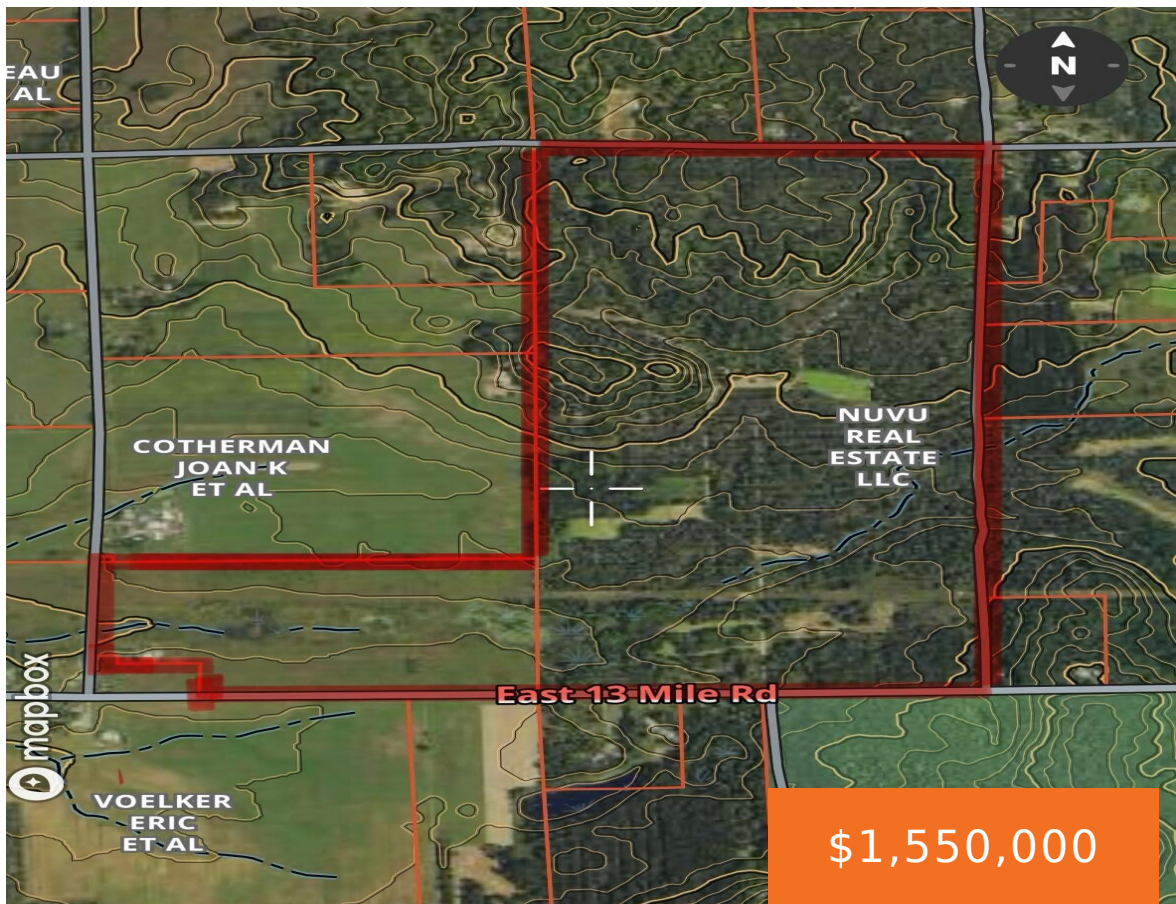 EAU
AL
N
COTHERMAN
JOAN K
ET AL
NUVU
REAL
ESTATE
LLC
East 13 Mile Rd
mapbox
VOELKER
ERIC
ET AL
$1,550,000